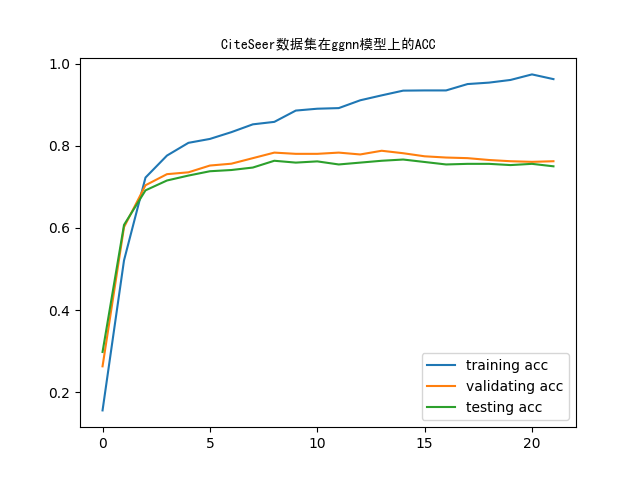 CiteSeer数据集在ggnn模型上的ACC
1.0
0.8
0.6
0.4
0.2
0 5 10 15 20
training acc
validating acc
testing acc